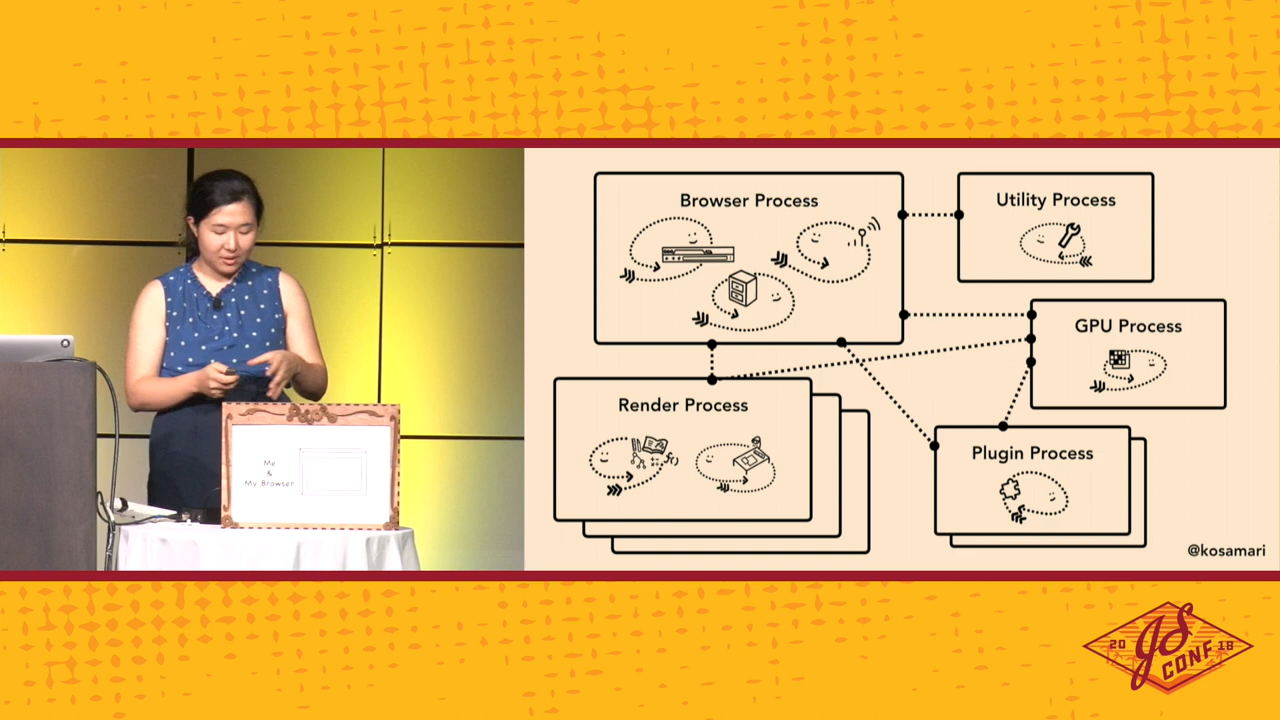 Browser Process
Utility Process
GPU Process
Render Process
Plugin Process
@kosamari
Me
&
My Browser
20 JS 18
CONF